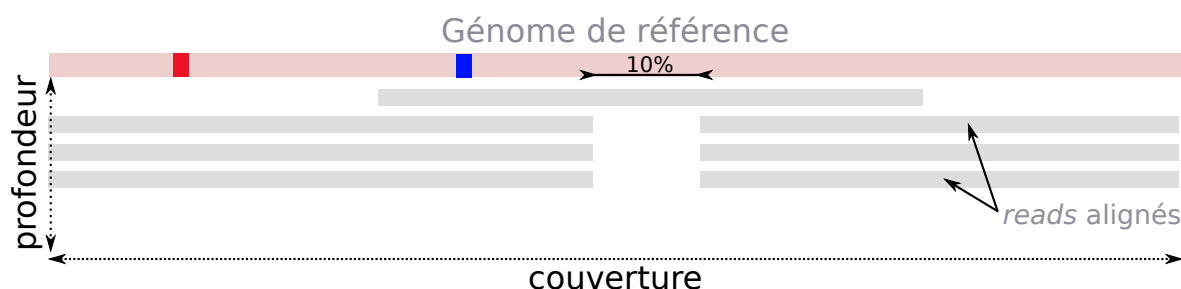 Génome de référence
10%
profondeur
reads alignés
couverture